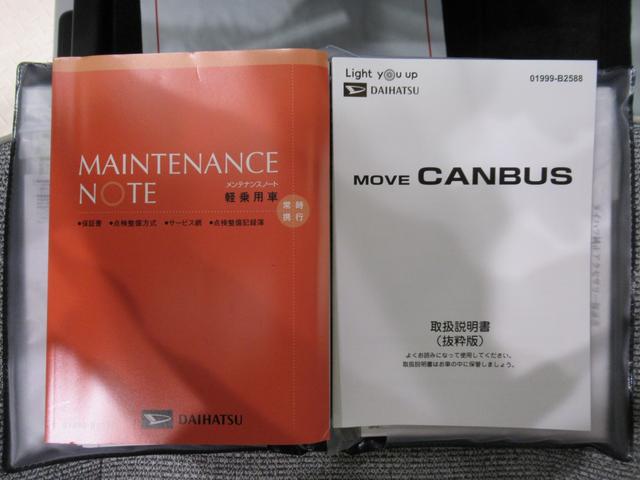 MAINTENANCE
NOTE
メンテナンスノート
軽乗用車
常時
携行
●保証書 ●点検整備方式 ●サービス網 ●点検整備記録簿
DAIHATSU
Light you up
DAIHATSU
01999-B2588
MOVE CANBUS
取扱説明書
(抜粋版)
よくお読みになって使用してください。
取扱説明書はお車の中に保管しましょう。